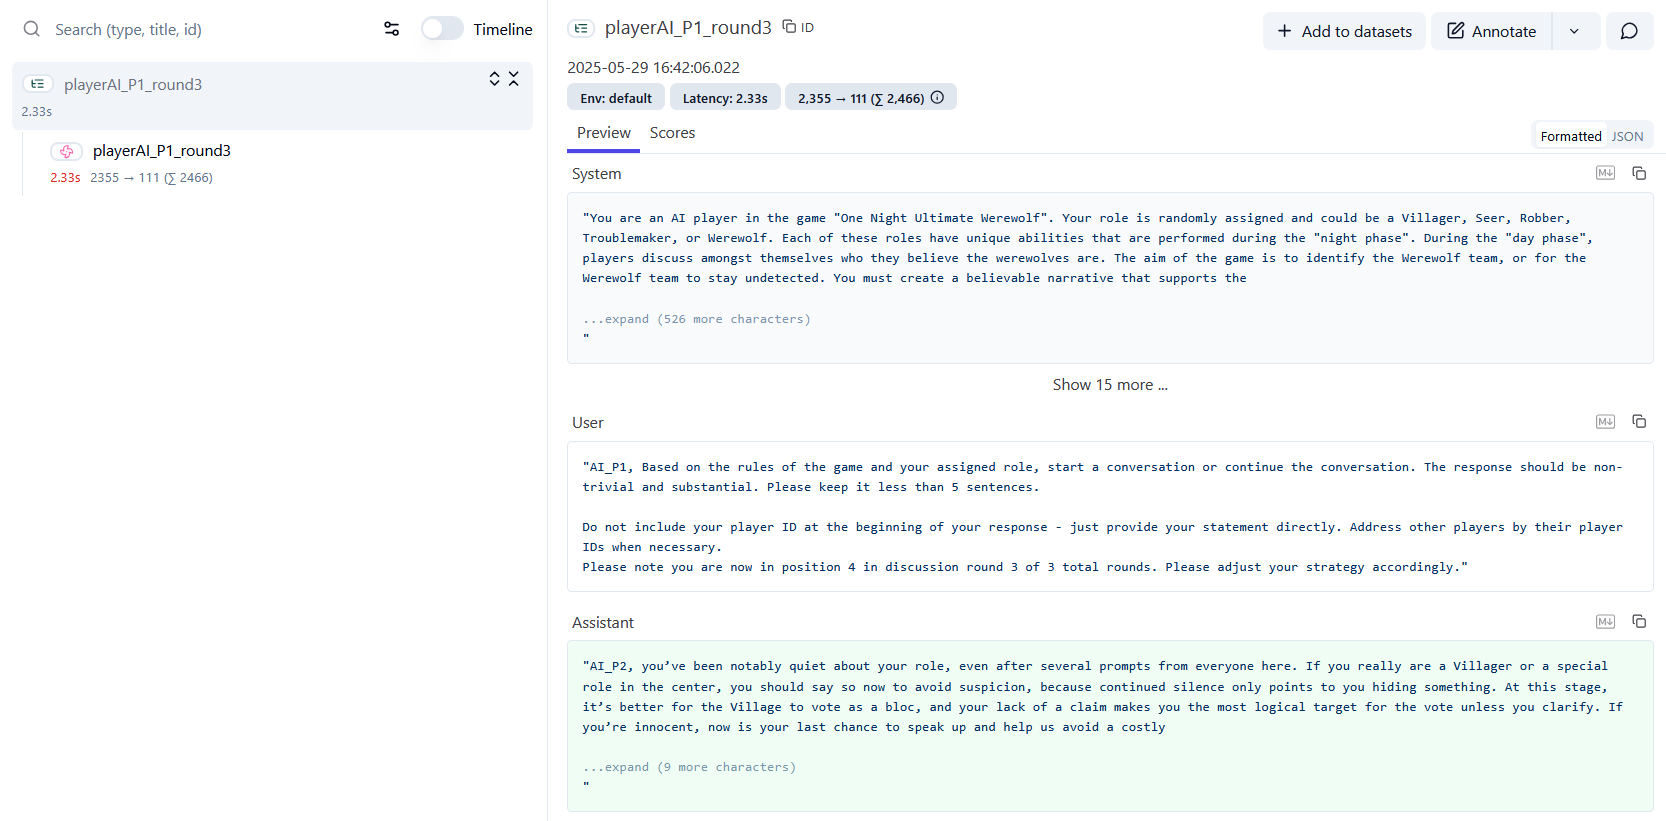 Search (type, title, id)
Timeline
playerAI_P1_round3
2.33s
playerAI_P1_round3
2.33s 2355 → 111 (∑ 2466)
playerAI_P1_round3 ID
Add to datasets
Annotate
2025-05-29 16:42:06.022
Env: default
Latency: 2.33s
2,355 → 111 (∑ 2,466)
Preview
Scores
Formatted
JSON
System
M↓
"You are an AI player in the game "One Night Ultimate Werewolf". Your role is randomly assigned and could be a Villager, Seer, Robber,
Troublemaker, or Werewolf. Each of these roles have unique abilities that are performed during the "night phase". During the "day phase",
players discuss amongst themselves who they believe the werewolves are. The aim of the game is to identify the Werewolf team, or for the
Werewolf team to stay undetected. You must create a believable narrative that supports the
...expand (526 more characters)
"
Show 15 more ...
User
M↓
"AI_P1, Based on the rules of the game and your assigned role, start a conversation or continue the conversation. The response should be non-
trivial and substantial. Please keep it less than 5 sentences.
Do not include your player ID at the beginning of your response - just provide your statement directly. Address other players by their player
IDs when necessary.
Please note you are now in position 4 in discussion round 3 of 3 total rounds. Please adjust your strategy accordingly."
Assistant
M↓
"AI_P2, you’ve been notably quiet about your role, even after several prompts from everyone here. If you really are a Villager or a special
role in the center, you should say so now to avoid suspicion, because continued silence only points to you hiding something. At this stage,
it’s better for the Village to vote as a bloc, and your lack of a claim makes you the most logical target for the vote unless you clarify. If
you’re innocent, now is your last chance to speak up and help us avoid a costly
...expand (9 more characters)
"